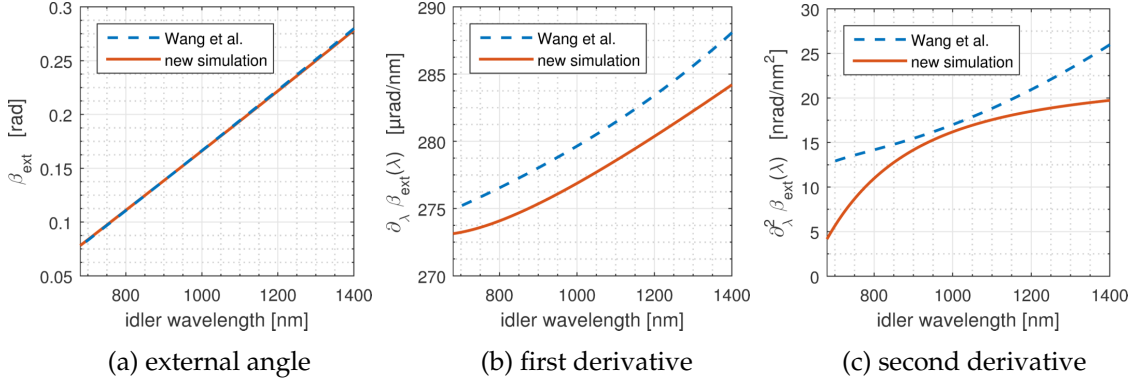 0.3
0.25
0.2
0.15
0.1
0.05
β_ext [rad]
Wang et al.
new simulation
800 1000 1200 1400
idler wavelength [nm]
(a) external angle
290
285
280
275
270
∂_λ β_ext(λ) [μrad/nm]
Wang et al.
new simulation
800 1000 1200 1400
idler wavelength [nm]
(b) first derivative
30
25
20
15
10
5
0
∂_λ^2 β_ext(λ) [nrad/nm²]
Wang et al.
new simulation
800 1000 1200 1400
idler wavelength [nm]
(c) second derivative